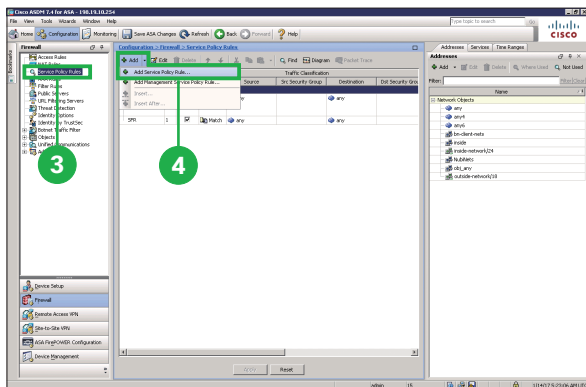 Cisco ASDM 7.4 for ASA - 19.19.10.254
File View Tools Wizards Window Help
Type topic to search Go
Home Configuration Monitoring Save ASA Changes Refresh Back Forward Help
CISCO
Bookmarks
Firewall
Access Rules
NAT Rules
Service Policy Rules
Filter Rules
Public Servers
URL Filtering Servers
Threat Detection
Identity Options
Identity by TrustSec
Botnet Traffic Filter
Objects
Unified Communications
3
Device Setup
Firewall
Remote Access VPN
Site-to-Site VPN
ASA FirePOWER Configuration
Device Management
Configuration > Firewall > Service Policy Rules
Add Edit Delete Find Diagram Packet Trace
Add Service Policy Rule...
Add Management Service Policy Rule...
Insert...
Insert After...
4
Traffic Classification
Source Src Security Group Destination Dst Security Grou
any
SFR 1 Match any any
Apply Reset
Addresses Services Time Ranges
Addresses
Add Edit Delete Where Used Not Used
Filter: Filter|Clear
Name
Network Objects
any
any4
any6
bn-client-nets
inside
inside-network/24
NubiNets
obj_any
outside-network/18
admin 15